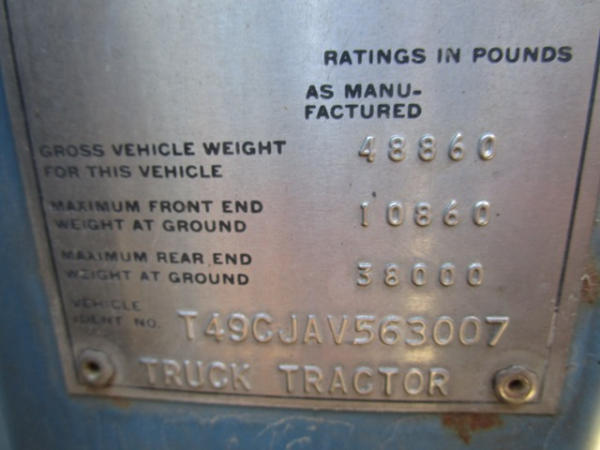 RATINGS IN POUNDS
AS MANU-
FACTURED
GROSS VEHICLE WEIGHT 48860
FOR THIS VEHICLE
MAXIMUM FRONT END 10860
WEIGHT AT GROUND
MAXIMUM REAR END 38000
WEIGHT AT GROUND
VEHICLE
IDENT NO. T49CJAV563007
TRUCK TRACTOR